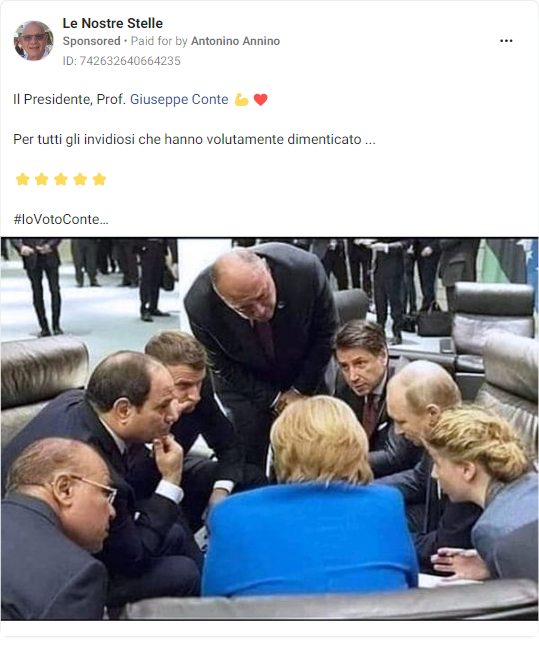 Le Nostre Stelle
Sponsored • Paid for by Antonino Annino
ID: 742632640664235
Il Presidente, Prof. Giuseppe Conte 💪 ❤️
Per tutti gli invidiosi che hanno volutamente dimenticato ...
⭐ ⭐ ⭐ ⭐ ⭐
#IoVotoConte...